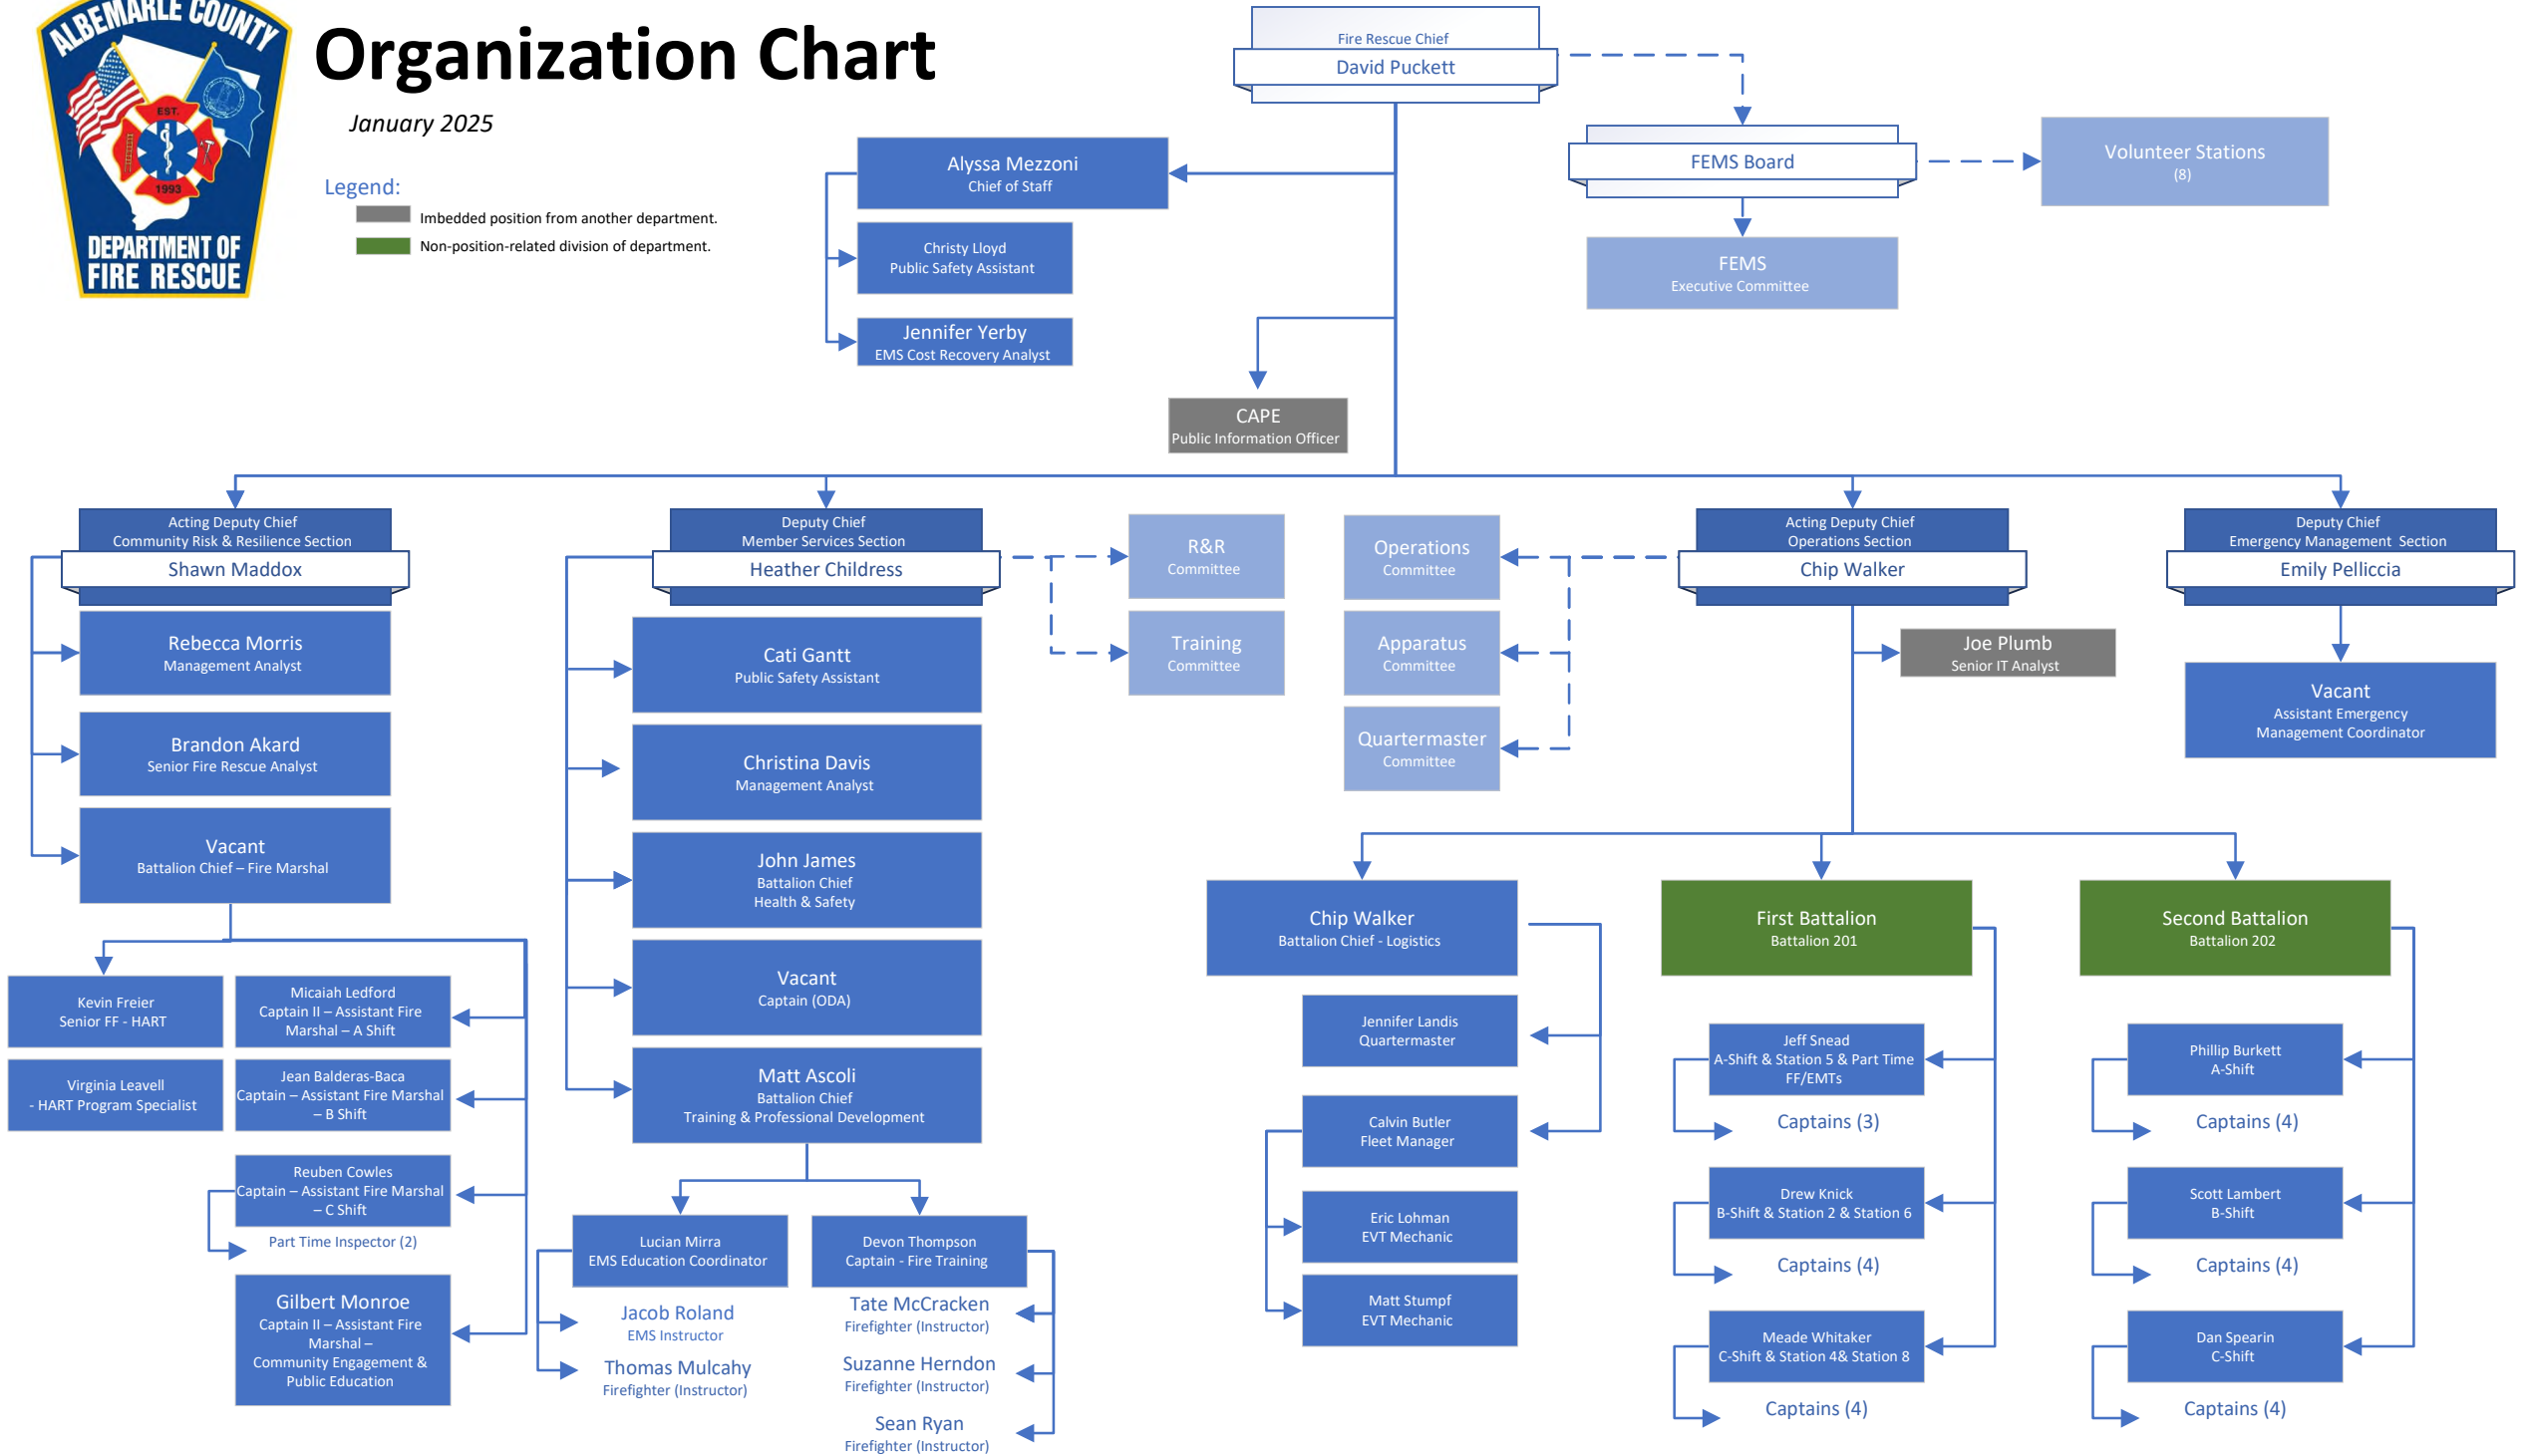 ALBEMARLE COUNTY
EST.
1993
DEPARTMENT OF
FIRE RESCUE
Organization Chart
January 2025
Legend:
Imbedded position from another department.
Non-position-related division of department.
Fire Rescue Chief
David Puckett
FEMS Board
Volunteer Stations
(8)
FEMS
Executive Committee
Alyssa Mezzoni
Chief of Staff
Christy Lloyd
Public Safety Assistant
Jennifer Yerby
EMS Cost Recovery Analyst
CAPE
Public Information Officer
Acting Deputy Chief
Community Risk & Resilience Section
Shawn Maddox
Rebecca Morris
Management Analyst
Brandon Akard
Senior Fire Rescue Analyst
Vacant
Battalion Chief – Fire Marshal
Kevin Freier
Senior FF - HART
Virginia Leavell
- HART Program Specialist
Micaiah Ledford
Captain II – Assistant Fire
Marshal – A Shift
Jean Balderas-Baca
Captain – Assistant Fire Marshal
– B Shift
Reuben Cowles
Captain – Assistant Fire Marshal
– C Shift
Part Time Inspector (2)
Gilbert Monroe
Captain II – Assistant Fire
Marshal –
Community Engagement &
Public Education
Deputy Chief
Member Services Section
Heather Childress
R&R
Committee
Training
Committee
Cati Gantt
Public Safety Assistant
Christina Davis
Management Analyst
John James
Battalion Chief
Health & Safety
Vacant
Captain (ODA)
Matt Ascoli
Battalion Chief
Training & Professional Development
Lucian Mirra
EMS Education Coordinator
Jacob Roland
EMS Instructor
Thomas Mulcahy
Firefighter (Instructor)
Devon Thompson
Captain - Fire Training
Tate McCracken
Firefighter (Instructor)
Suzanne Herndon
Firefighter (Instructor)
Sean Ryan
Firefighter (Instructor)
Acting Deputy Chief
Operations Section
Chip Walker
Operations
Committee
Apparatus
Committee
Quartermaster
Committee
Joe Plumb
Senior IT Analyst
Chip Walker
Battalion Chief - Logistics
Jennifer Landis
Quartermaster
Calvin Butler
Fleet Manager
Eric Lohman
EVT Mechanic
Matt Stumpf
EVT Mechanic
First Battalion
Battalion 201
Jeff Snead
A-Shift & Station 5 & Part Time
FF/EMTs
Captains (3)
Drew Knick
B-Shift & Station 2 & Station 6
Captains (4)
Meade Whitaker
C-Shift & Station 4& Station 8
Captains (4)
Second Battalion
Battalion 202
Phillip Burkett
A-Shift
Captains (4)
Scott Lambert
B-Shift
Captains (4)
Dan Spearin
C-Shift
Captains (4)
Deputy Chief
Emergency Management Section
Emily Pelliccia
Vacant
Assistant Emergency
Management Coordinator